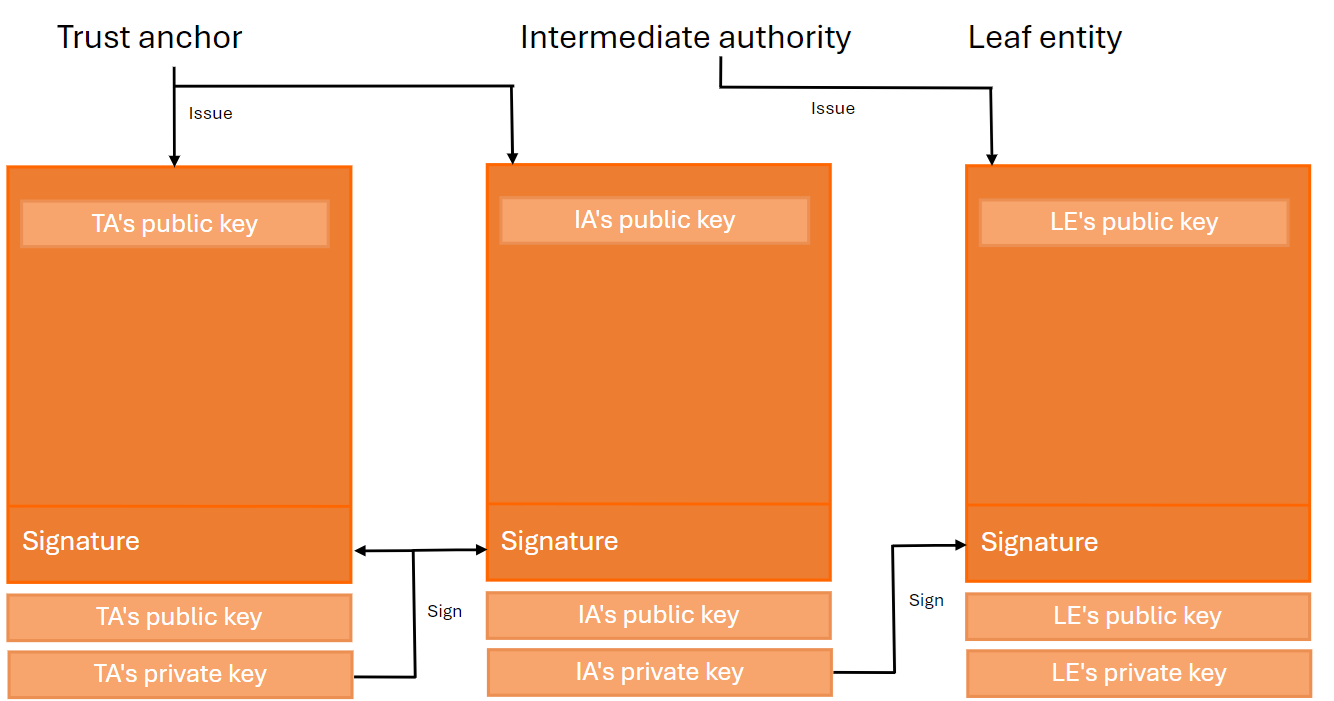 Trust anchor
Intermediate authority
Leaf entity
Issue
Issue
TA's public key
IA's public key
LE's public key
Signature
Signature
Signature
Sign
Sign
TA's public key
IA's public key
LE's public key
TA's private key
IA's private key
LE's private key